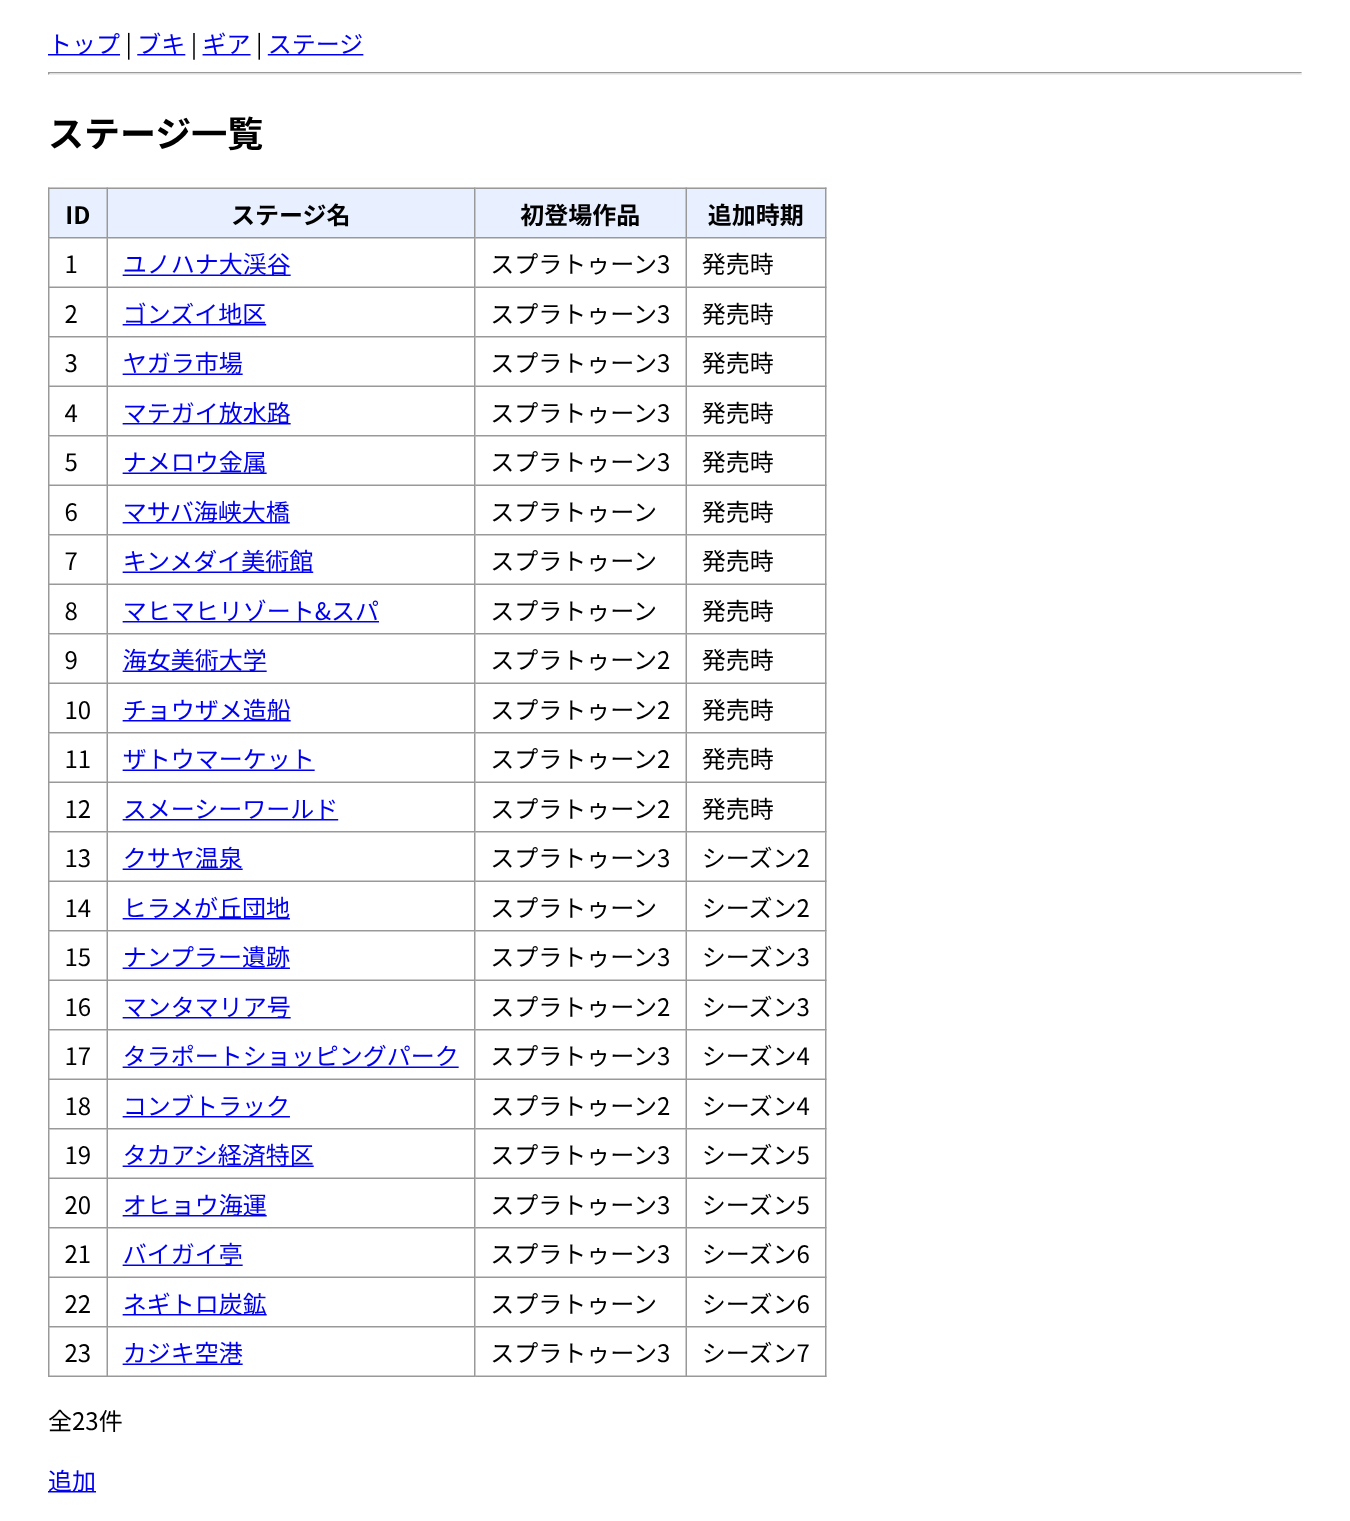 トップ | ブキ | ギア | ステージ
ステージ一覧
ID ステージ名 初登場作品 追加時期
1 ユノハナ大渓谷 スプラトゥーン3 発売時
2 ゴンズイ地区 スプラトゥーン3 発売時
3 ヤガラ市場 スプラトゥーン3 発売時
4 マテガイ放水路 スプラトゥーン3 発売時
5 ナメロウ金属 スプラトゥーン3 発売時
6 マサバ海峡大橋 スプラトゥーン 発売時
7 キンメダイ美術館 スプラトゥーン 発売時
8 マヒマヒリゾート&スパ スプラトゥーン 発売時
9 海女美術大学 スプラトゥーン2 発売時
10 チョウザメ造船 スプラトゥーン2 発売時
11 ザトウマーケット スプラトゥーン2 発売時
12 スメーシーワールド スプラトゥーン2 発売時
13 クサヤ温泉 スプラトゥーン3 シーズン2
14 ヒラメが丘団地 スプラトゥーン シーズン2
15 ナンプラー遺跡 スプラトゥーン3 シーズン3
16 マンタマリア号 スプラトゥーン2 シーズン3
17 タラポートショッピングパーク スプラトゥーン3 シーズン4
18 コンブトラック スプラトゥーン2 シーズン4
19 タカアシ経済特区 スプラトゥーン3 シーズン5
20 オヒョウ海運 スプラトゥーン3 シーズン5
21 バイガイ亭 スプラトゥーン3 シーズン6
22 ネギトロ炭鉱 スプラトゥーン シーズン6
23 カジキ空港 スプラトゥーン3 シーズン7
全23件
追加